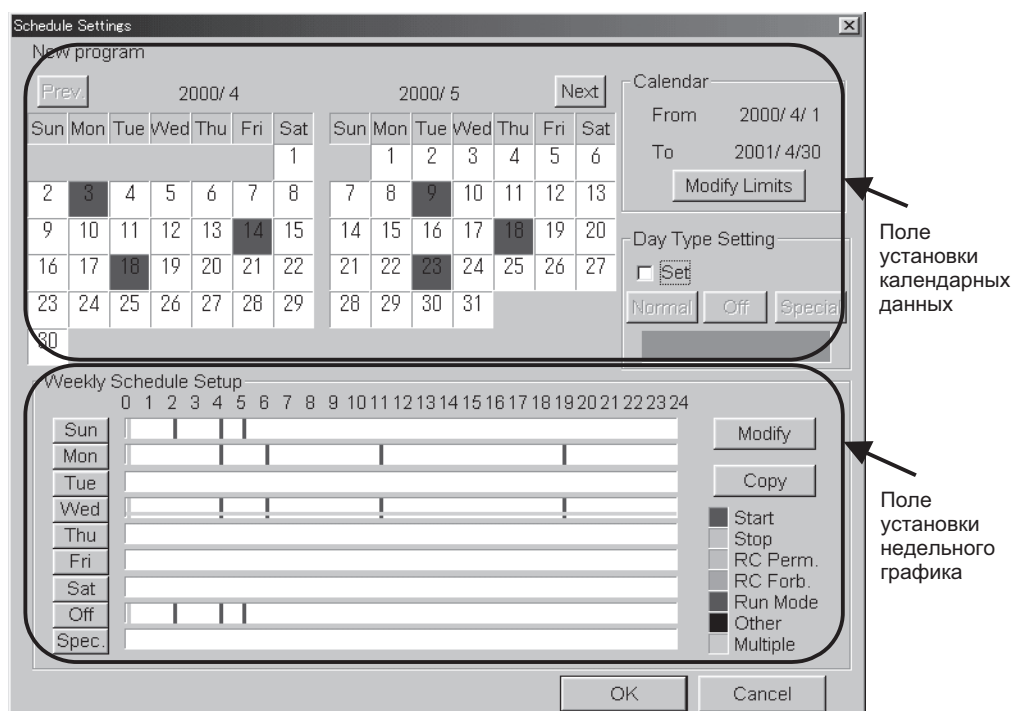 Schedule Settings
New program
Prev. 2000/ 4 2000/ 5 Next
Sun Mon Tue Wed Thu Fri Sat Sun Mon Tue Wed Thu Fri Sat
1 1 2 3 4 5 6
2 3 4 5 6 7 8 7 8 9 10 11 12 13
9 10 11 12 13 14 15 14 15 16 17 18 19 20
16 17 18 19 20 21 22 21 22 23 24 25 26 27
23 24 25 26 27 28 29 28 29 30 31
30
Calendar
From 2000/ 4/ 1
To 2001/ 4/30
Modify Limits
Day Type Setting
Set
Normal Off Special
Поле
установки
календарных
данных
Weekly Schedule Setup
0 1 2 3 4 5 6 7 8 9 10 11 12 13 14 15 16 17 18 19 20 21 22 23 24
Sun
Mon
Tue
Wed
Thu
Fri
Sat
Off
Spec.
Modify
Copy
Start
Stop
RC Perm.
RC Forb.
Run Mode
Other
Multiple
Поле
установки
недельного
графика
OK Cancel